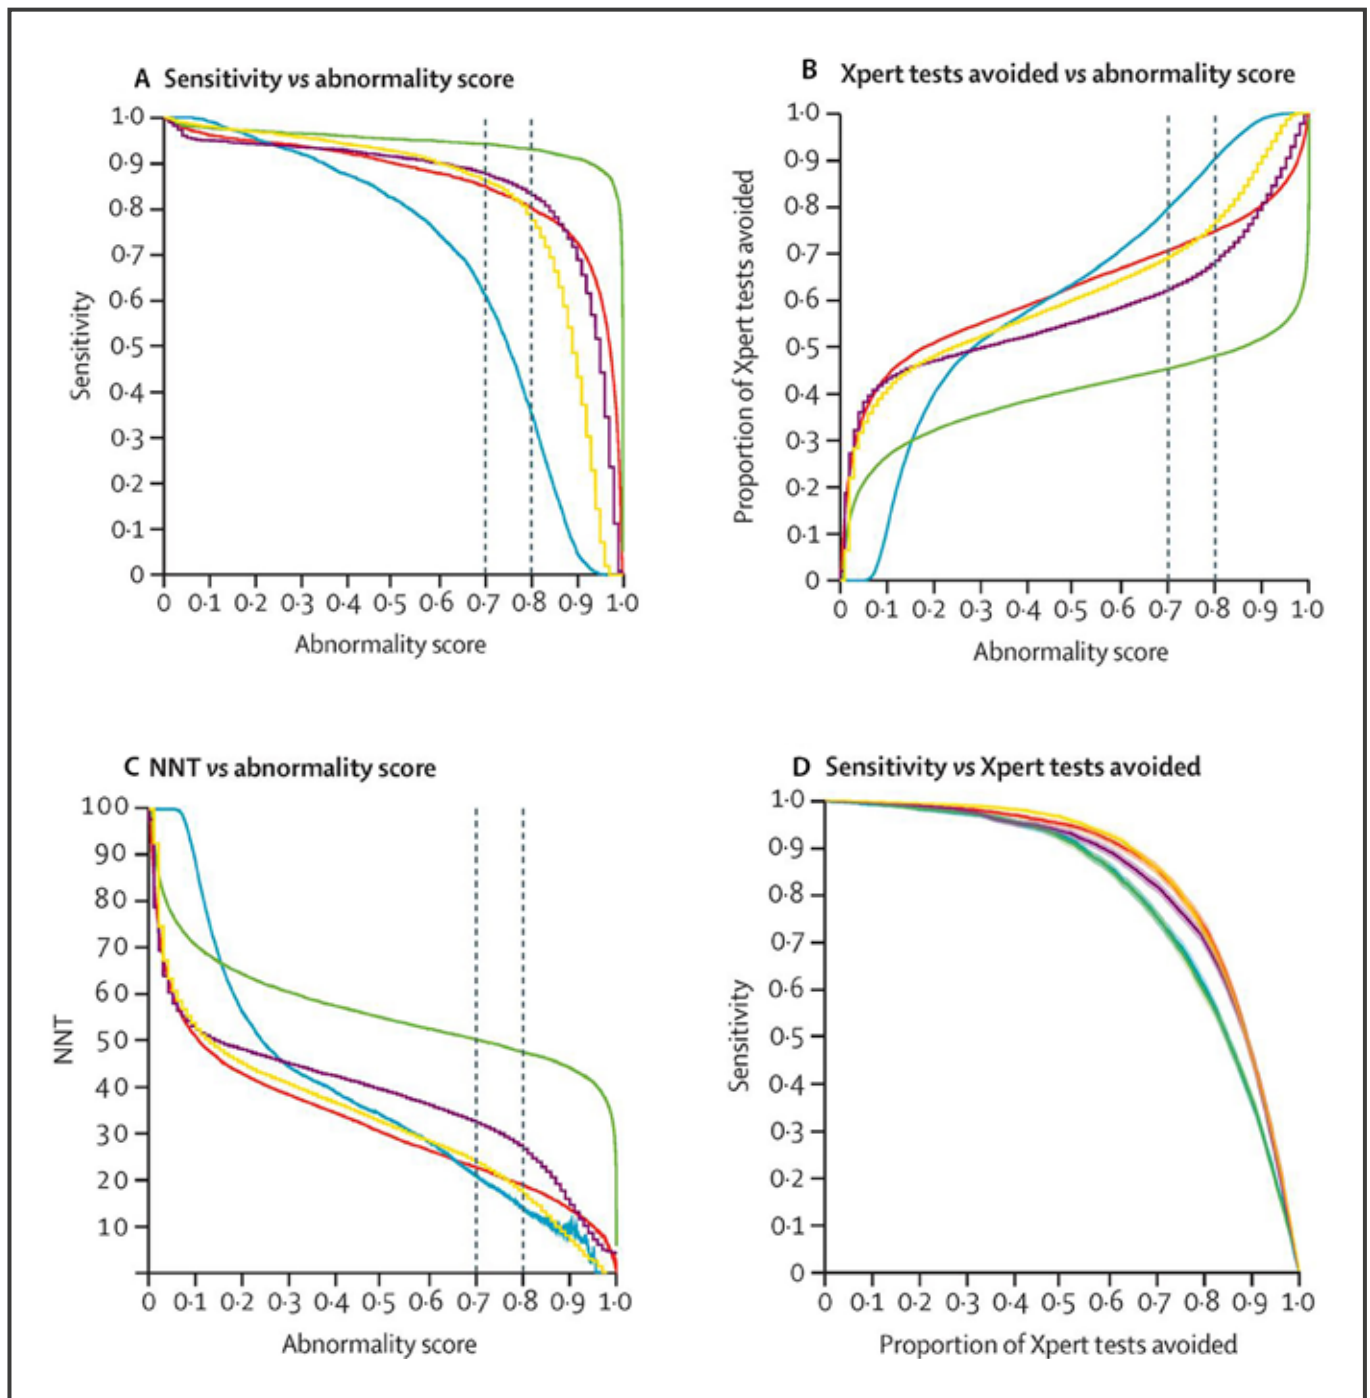 A Sensitivity vs abnormality score
1·0
0·9
0·8
0·7
0·6
0·5
0·4
0·3
0·2
0·1
0
Sensitivity
0 0·1 0·2 0·3 0·4 0·5 0·6 0·7 0·8 0·9 1·0
Abnormality score
B Xpert tests avoided vs abnormality score
1·0
0·9
0·8
0·7
0·6
0·5
0·4
0·3
0·2
0·1
0
Proportion of Xpert tests avoided
0 0·1 0·2 0·3 0·4 0·5 0·6 0·7 0·8 0·9 1·0
Abnormality score
C NNT vs abnormality score
100
90
80
70
60
50
40
30
20
10
NNT
0 0·1 0·2 0·3 0·4 0·5 0·6 0·7 0·8 0·9 1·0
Abnormality score
D Sensitivity vs Xpert tests avoided
1·0
0·9
0·8
0·7
0·6
0·5
0·4
0·3
0·2
0·1
0
Sensitivity
0 0·1 0·2 0·3 0·4 0·5 0·6 0·7 0·8 0·9 1·0
Proportion of Xpert tests avoided